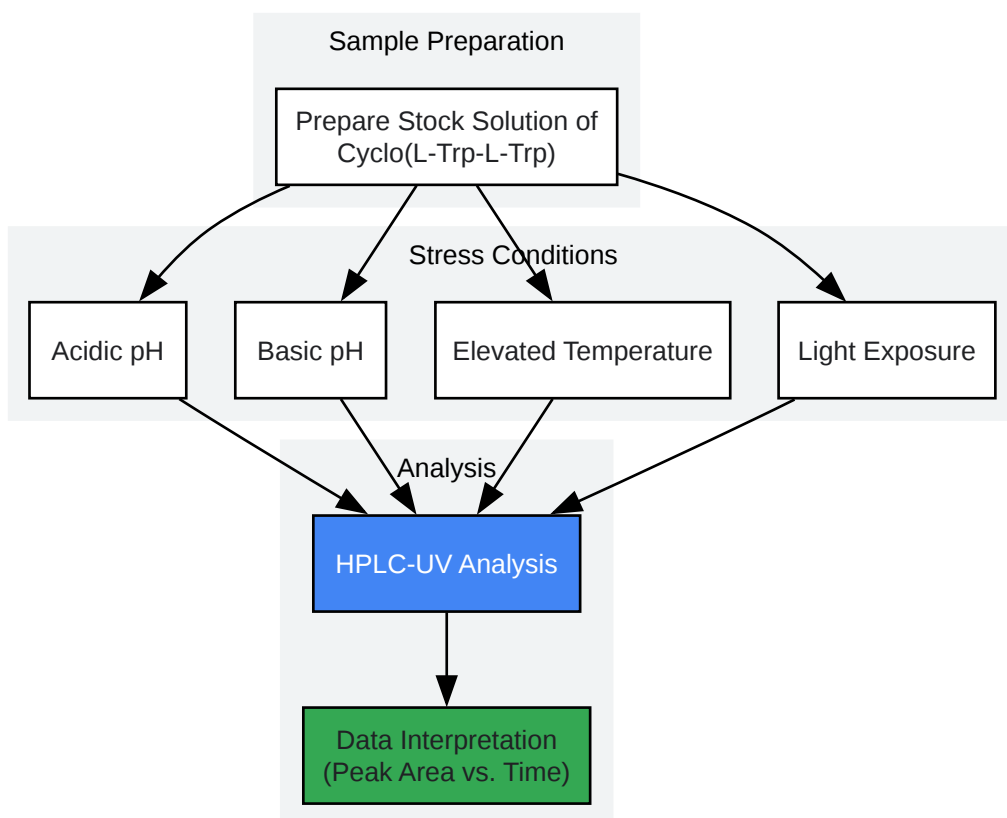 Sample Preparation
Prepare Stock Solution of
Cyclo(L-Trp-L-Trp)
Stress Conditions
Acidic pH
Basic pH
Elevated Temperature
Light Exposure
Analysis
HPLC-UV Analysis
Data Interpretation
(Peak Area vs. Time)